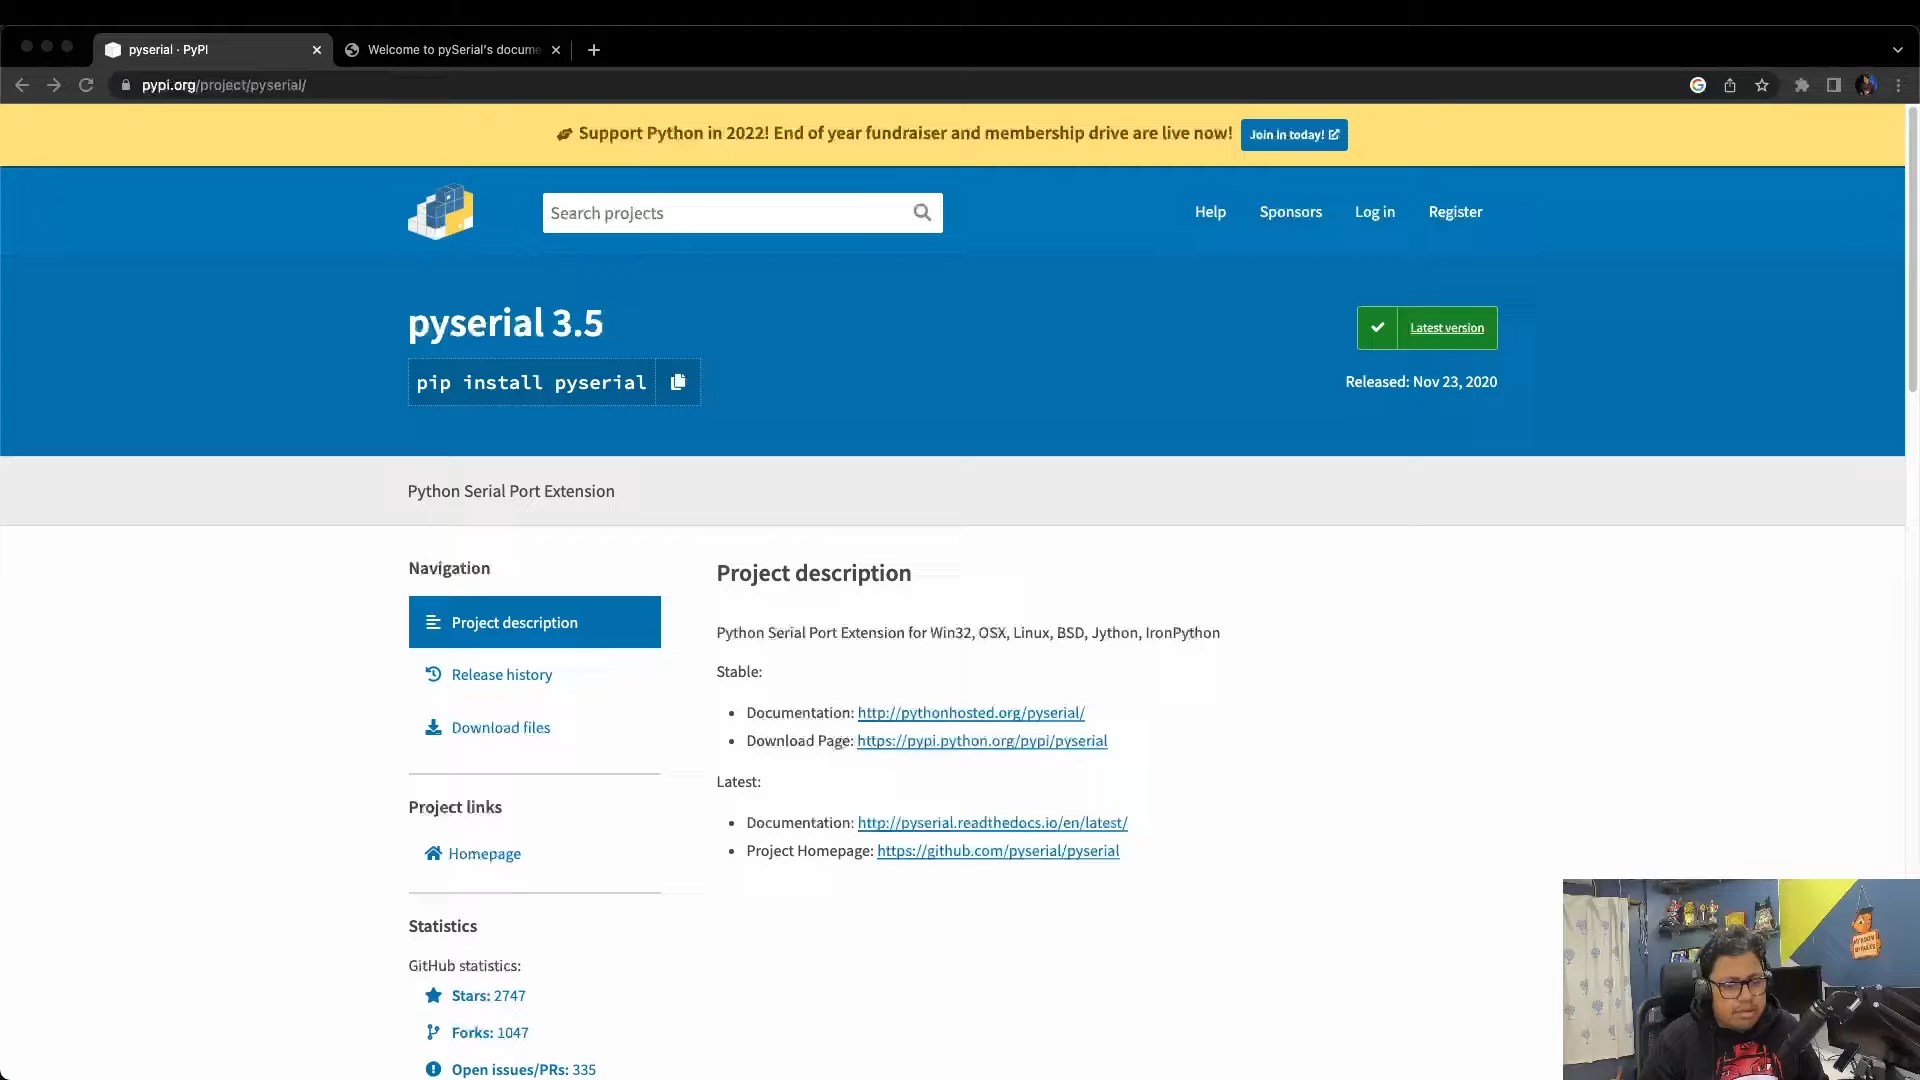 pyserial · PyPI
Welcome to pySerial's docume
pypi.org/project/pyserial/
Support Python in 2022! End of year fundraiser and membership drive are live now!
Join in today!
Search projects
Help
Sponsors
Log in
Register
pyserial 3.5
pip install pyserial
Latest version
Released: Nov 23, 2020
Python Serial Port Extension
Navigation
Project description
Release history
Download files
Project links
Homepage
Statistics
GitHub statistics:
Stars: 2747
Forks: 1047
Open issues/PRs: 335
Project description
Python Serial Port Extension for Win32, OSX, Linux, BSD, Jython, IronPython
Stable:
Documentation: http://pythonhosted.org/pyserial/
Download Page: https://pypi.python.org/pypi/pyserial
Latest:
Documentation: http://pyserial.readthedocs.io/en/latest/
Project Homepage: https://github.com/pyserial/pyserial